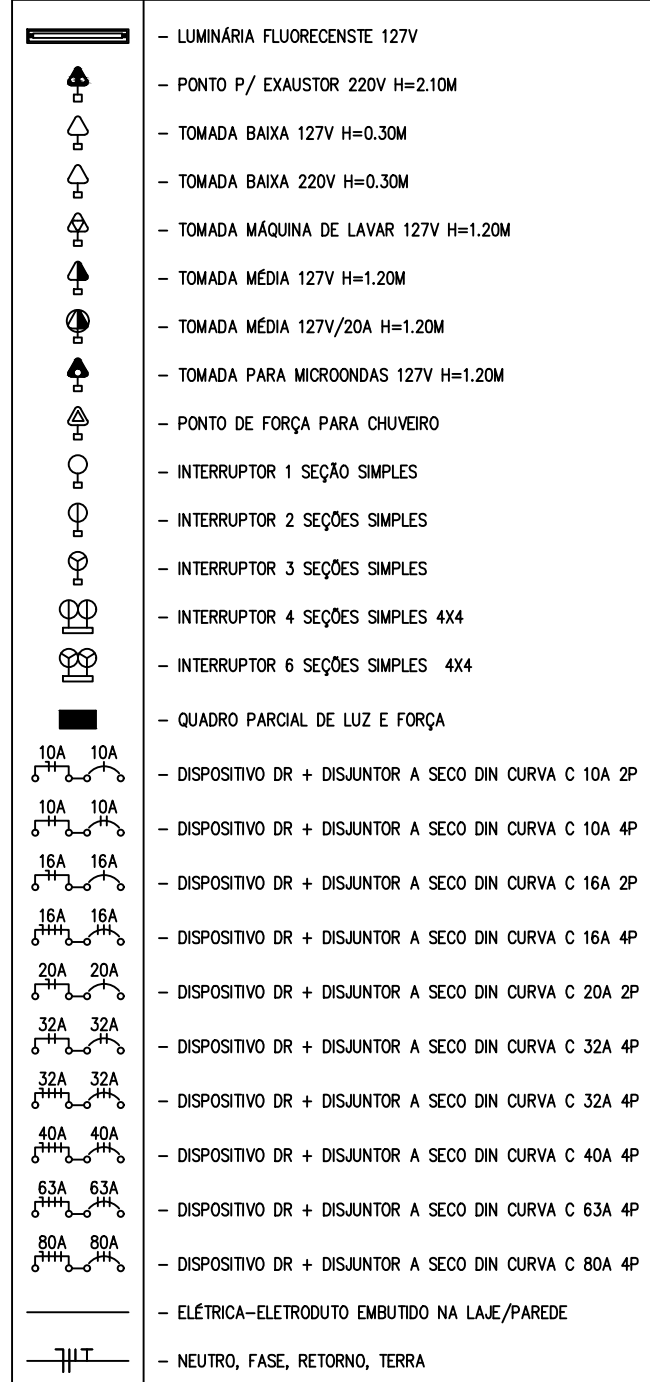 – LUMINÁRIA FLUORECENSTE 127V
– PONTO P/ EXAUSTOR 220V H=2.10M
– TOMADA BAIXA 127V H=0.30M
– TOMADA BAIXA 220V H=0.30M
– TOMADA MÁQUINA DE LAVAR 127V H=1.20M
– TOMADA MÉDIA 127V H=1.20M
– TOMADA MÉDIA 127V/20A H=1.20M
– TOMADA PARA MICROONDAS 127V H=1.20M
– PONTO DE FORÇA PARA CHUVEIRO
– INTERRUPTOR 1 SEÇÃO SIMPLES
– INTERRUPTOR 2 SEÇÕES SIMPLES
– INTERRUPTOR 3 SEÇÕES SIMPLES
– INTERRUPTOR 4 SEÇÕES SIMPLES 4X4
– INTERRUPTOR 6 SEÇÕES SIMPLES 4X4
– QUADRO PARCIAL DE LUZ E FORÇA
10A 10A – DISPOSITIVO DR + DISJUNTOR A SECO DIN CURVA C 10A 2P
10A 10A – DISPOSITIVO DR + DISJUNTOR A SECO DIN CURVA C 10A 4P
16A 16A – DISPOSITIVO DR + DISJUNTOR A SECO DIN CURVA C 16A 2P
16A 16A – DISPOSITIVO DR + DISJUNTOR A SECO DIN CURVA C 16A 4P
20A 20A – DISPOSITIVO DR + DISJUNTOR A SECO DIN CURVA C 20A 2P
32A 32A – DISPOSITIVO DR + DISJUNTOR A SECO DIN CURVA C 32A 4P
32A 32A – DISPOSITIVO DR + DISJUNTOR A SECO DIN CURVA C 32A 4P
40A 40A – DISPOSITIVO DR + DISJUNTOR A SECO DIN CURVA C 40A 4P
63A 63A – DISPOSITIVO DR + DISJUNTOR A SECO DIN CURVA C 63A 4P
80A 80A – DISPOSITIVO DR + DISJUNTOR A SECO DIN CURVA C 80A 4P
– ELÉTRICA–ELETRODUTO EMBUTIDO NA LAJE/PAREDE
– NEUTRO, FASE, RETORNO, TERRA